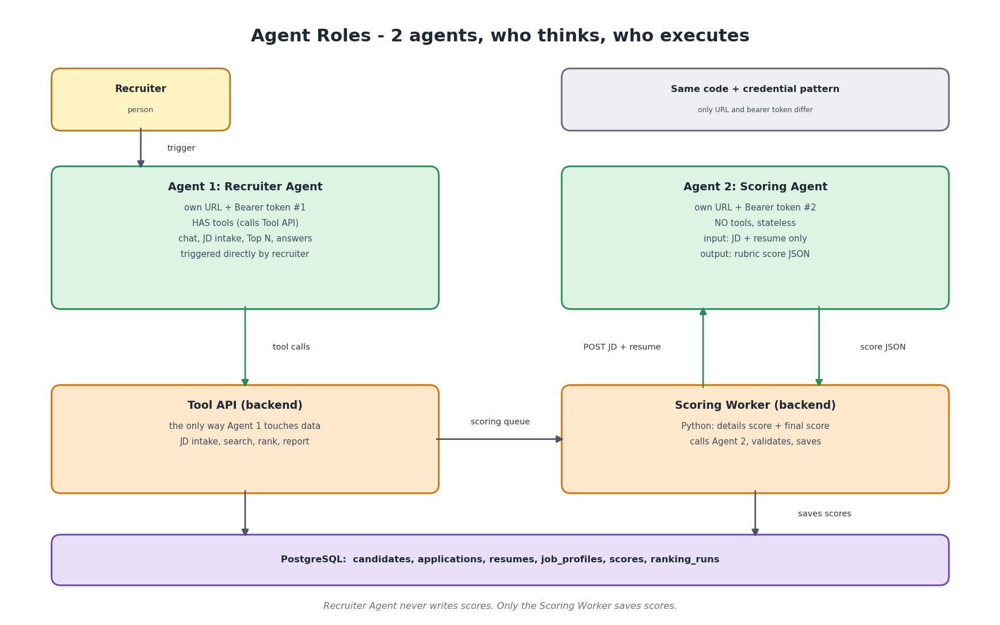 Agent Roles - 2 agents, who thinks, who executes
Recruiter
person
Same code + credential pattern
only URL and bearer token differ
trigger
Agent 1: Recruiter Agent
own URL + Bearer token #1
HAS tools (calls Tool API)
chat, JD intake, Top N, answers
triggered directly by recruiter
Agent 2: Scoring Agent
own URL + Bearer token #2
NO tools, stateless
input: JD + resume only
output: rubric score JSON
tool calls
POST JD + resume
score JSON
Tool API (backend)
the only way Agent 1 touches data
JD intake, search, rank, report
scoring queue
Scoring Worker (backend)
Python: details score + final score
calls Agent 2, validates, saves
saves scores
PostgreSQL:  candidates, applications, resumes, job_profiles, scores, ranking_runs
Recruiter Agent never writes scores. Only the Scoring Worker saves scores.